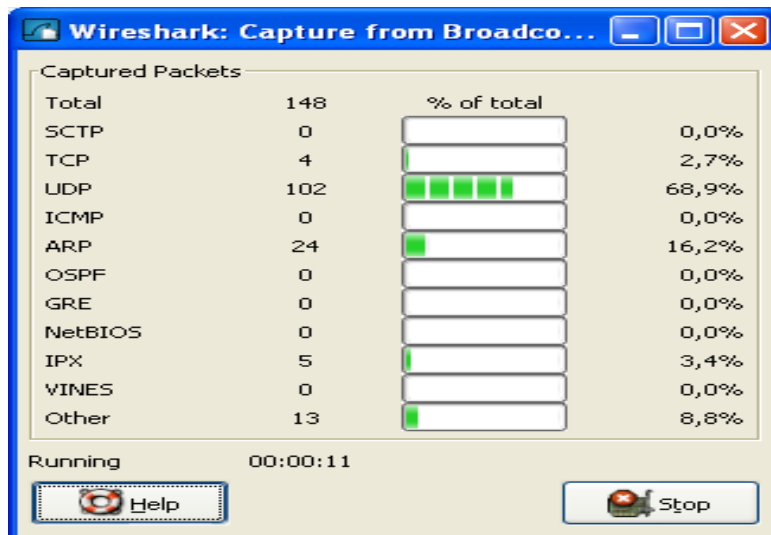 Wireshark: Capture from Broadco...
Captured Packets
Total 148 % of total
SCTP 0 0,0%
TCP 4 2,7%
UDP 102 68,9%
ICMP 0 0,0%
ARP 24 16,2%
OSPF 0 0,0%
GRE 0 0,0%
NetBIOS 0 0,0%
IPX 5 3,4%
VINES 0 0,0%
Other 13 8,8%
Running 00:00:11
Help Stop